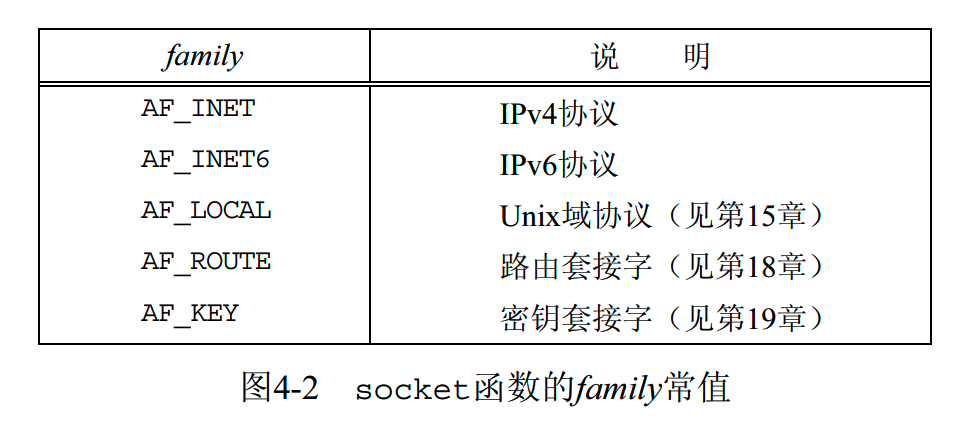 family 说 明
AF_INET IPv4协议
AF_INET6 IPv6协议
AF_LOCAL Unix域协议（见第15章）
AF_ROUTE 路由套接字（见第18章）
AF_KEY 密钥套接字（见第19章）
图4-2 socket函数的family常值